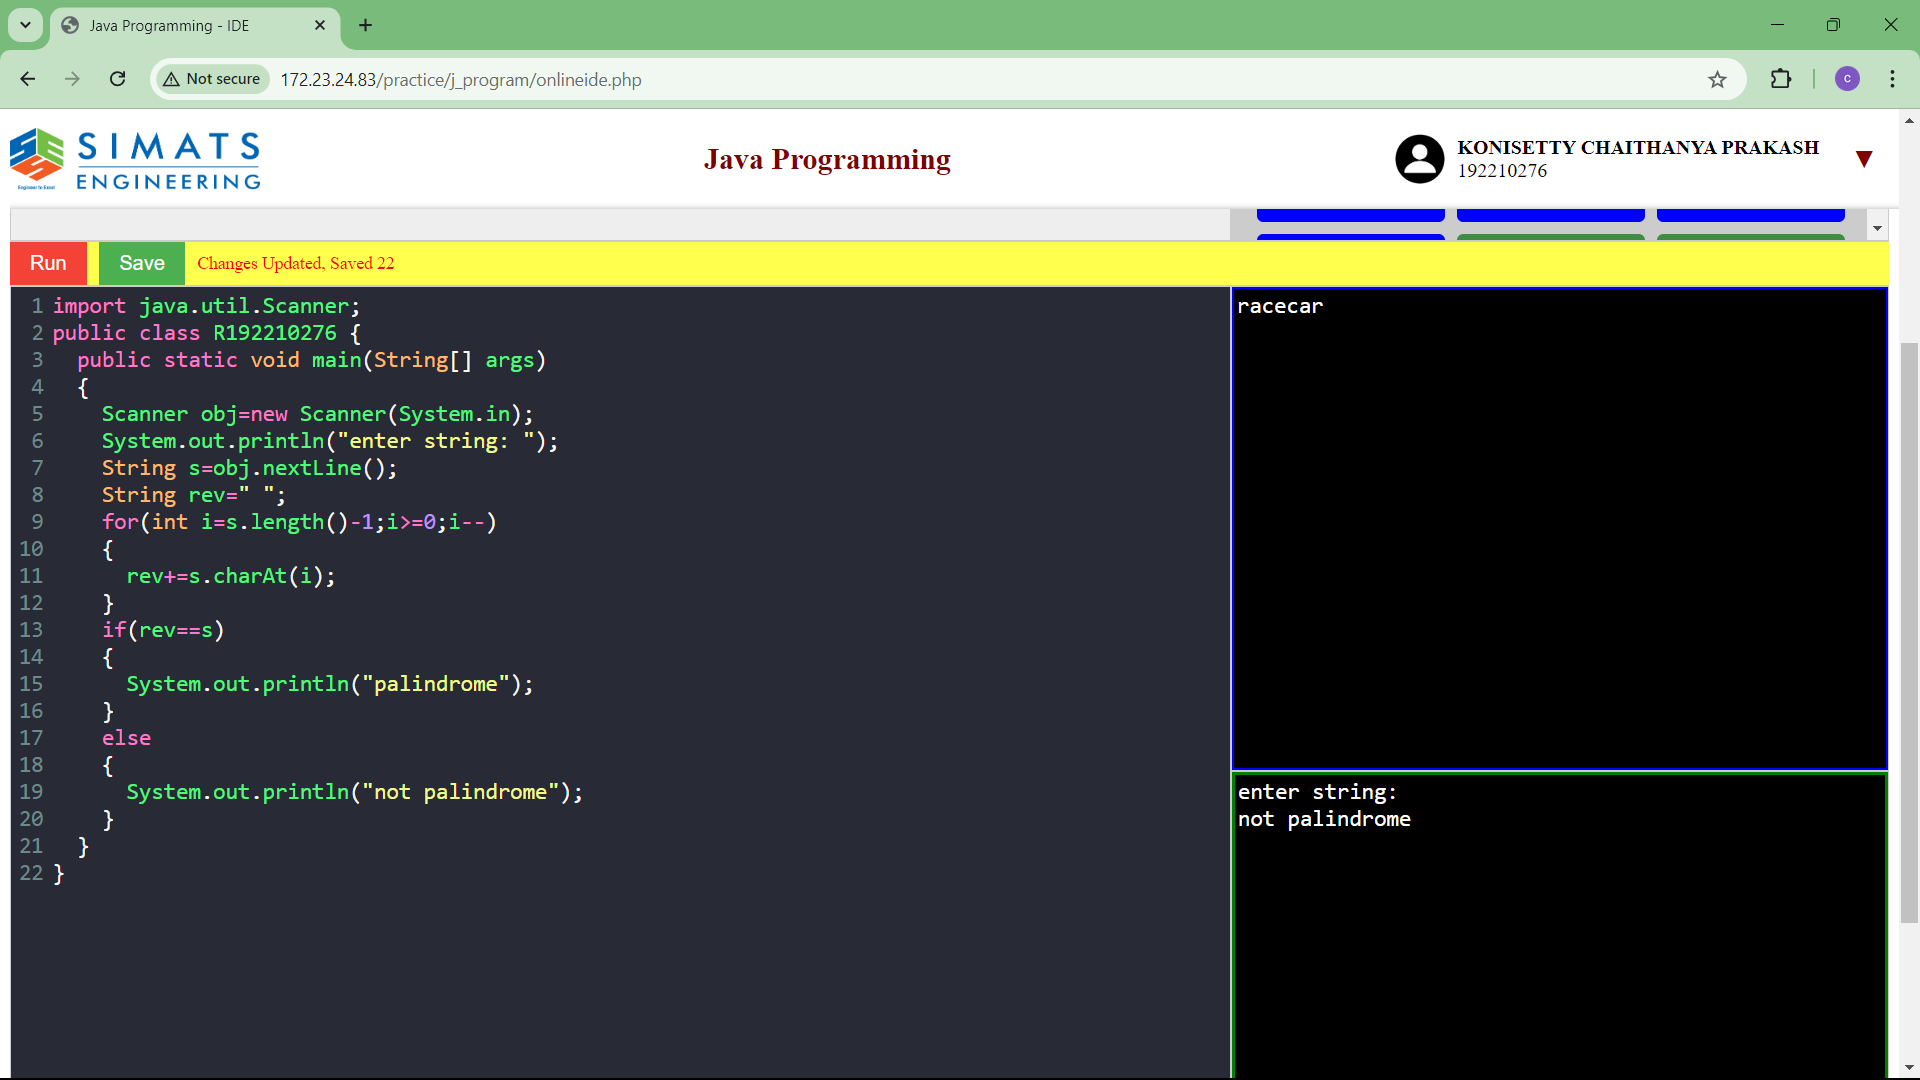 Java Programming - IDE
Not secure
172.23.24.83/practice/j_program/onlineide.php
C
SIMATS
ENGINEERING
Engineer to Excel
Java Programming
KONISETTY CHAITHANYA PRAKASH
192210276
Run
Save
Changes Updated, Saved 22
1 import java.util.Scanner;
2 public class R192210276 {
3   public static void main(String[] args)
4   {
5     Scanner obj=new Scanner(System.in);
6     System.out.println("enter string: ");
7     String s=obj.nextLine();
8     String rev=" ";
9     for(int i=s.length()-1;i>=0;i--)
10     {
11       rev+=s.charAt(i);
12     }
13     if(rev==s)
14     {
15       System.out.println("palindrome");
16     }
17     else
18     {
19       System.out.println("not palindrome");
20     }
21   }
22 }
racecar
enter string:
not palindrome